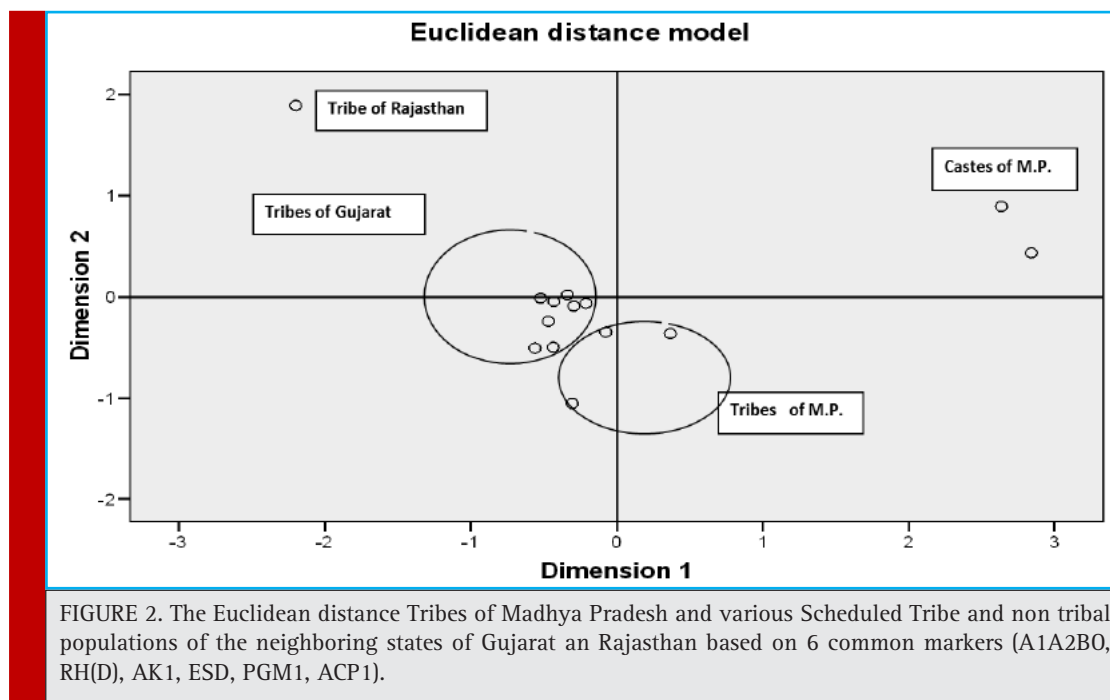 Euclidean distance model
Tribe of Rajasthan
Castes of M.P.
Tribes of Gujarat
Tribes of M.P.
Dimension 2
2
1
0
-1
-2
-3
-2
-1
0
1
2
3
Dimension 1
FIGURE 2. The Euclidean distance Tribes of Madhya Pradesh and various Scheduled Tribe and non tribal
populations of the neighboring states of Gujarat an Rajasthan based on 6 common markers (A1A2BO,
RH(D), AK1, ESD, PGM1, ACP1).